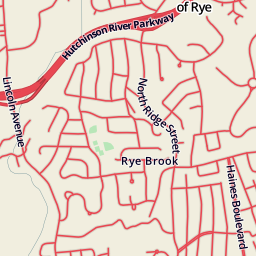 of Rye
Hutchinson River Parkway
Lincoln Avenue
North Ridge Street
Rye Brook
Haines Boulevard